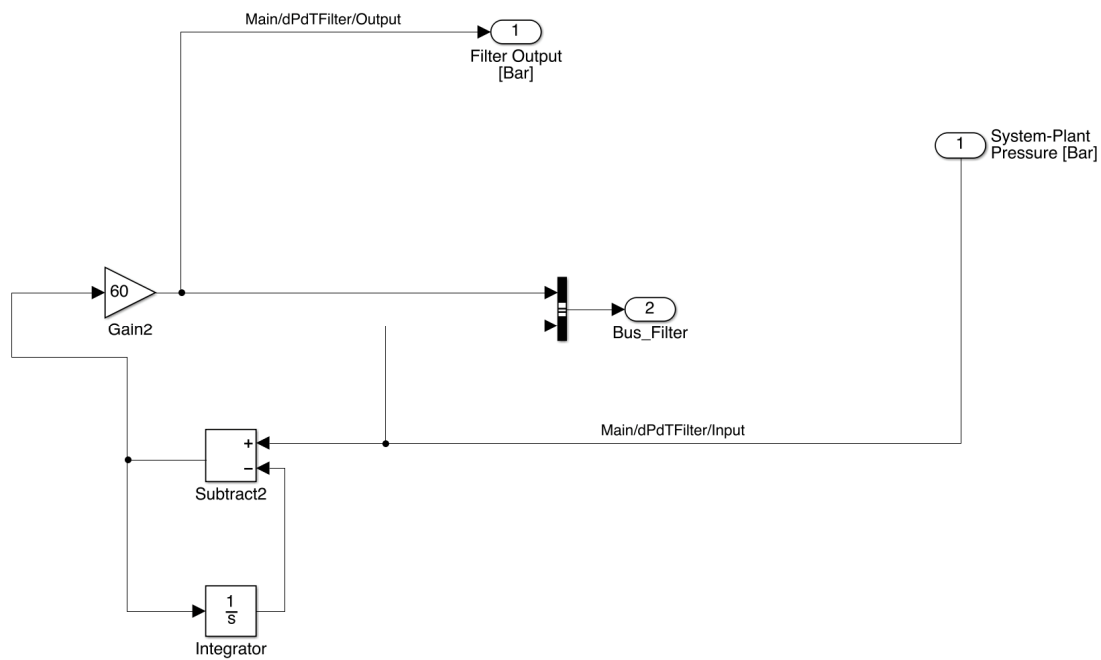 Main/dPdTFilter/Output
1
Filter Output
[Bar]
1
System-Plant
Pressure [Bar]
60
Gain2
2
Bus_Filter
Main/dPdTFilter/Input
+
−
Subtract2
1
s
Integrator